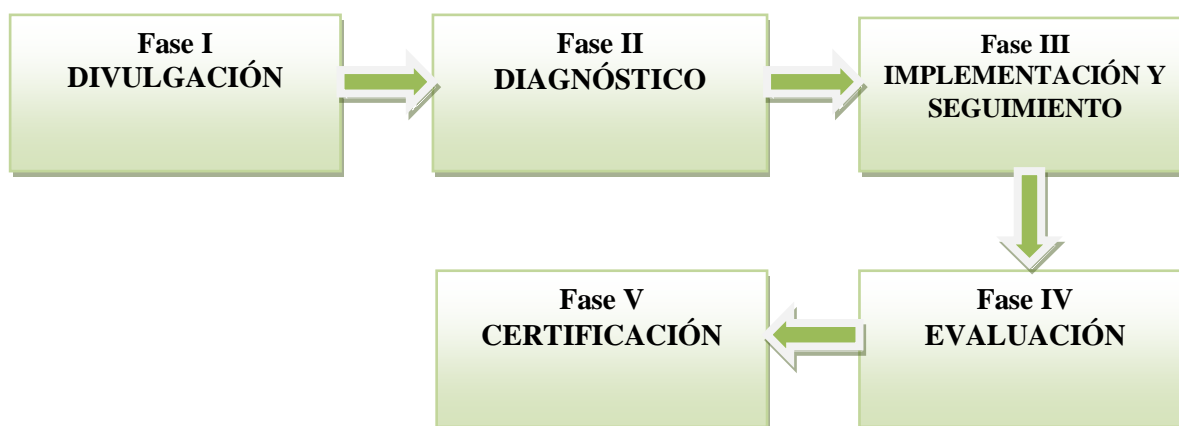 Fase I
DIVULGACIÓN
Fase II
DIAGNÓSTICO
Fase III
IMPLEMENTACIÓN Y
SEGUIMIENTO
Fase IV
EVALUACIÓN
Fase V
CERTIFICACIÓN